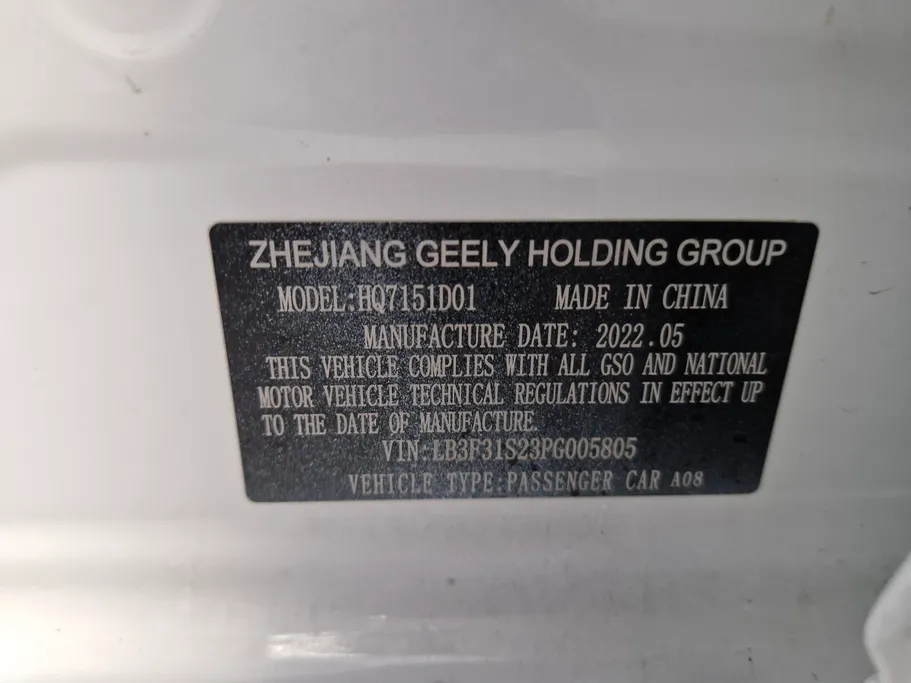 ZHEJIANG GEELY HOLDING GROUP
MODEL:HQ7151D01 MADE IN CHINA
MANUFACTURE DATE: 2022.05
THIS VEHICLE COMPLIES WITH ALL GSO AND NATIONAL
MOTOR VEHICLE TECHNICAL REGULATIONS IN EFFECT UP
TO THE DATE OF MANUFACTURE.
VIN:LB3F31S23PG005805
VEHICLE TYPE:PASSENGER CAR A08